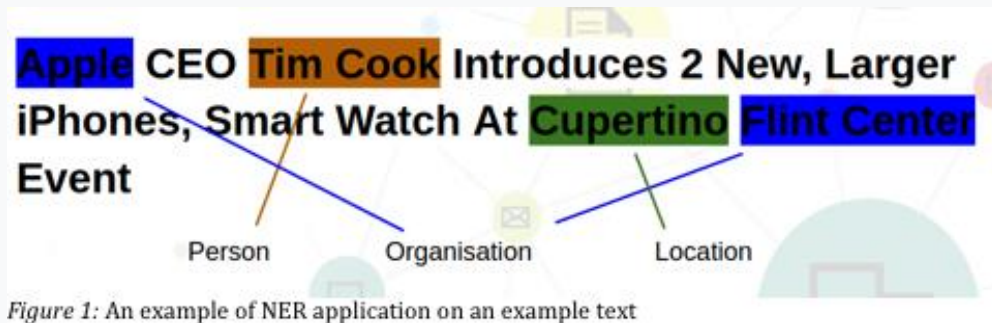 Apple CEO Tim Cook Introduces 2 New, Larger
iPhones, Smart Watch At Cupertino Flint Center
Event
Person Organisation Location
Figure 1: An example of NER application on an example text